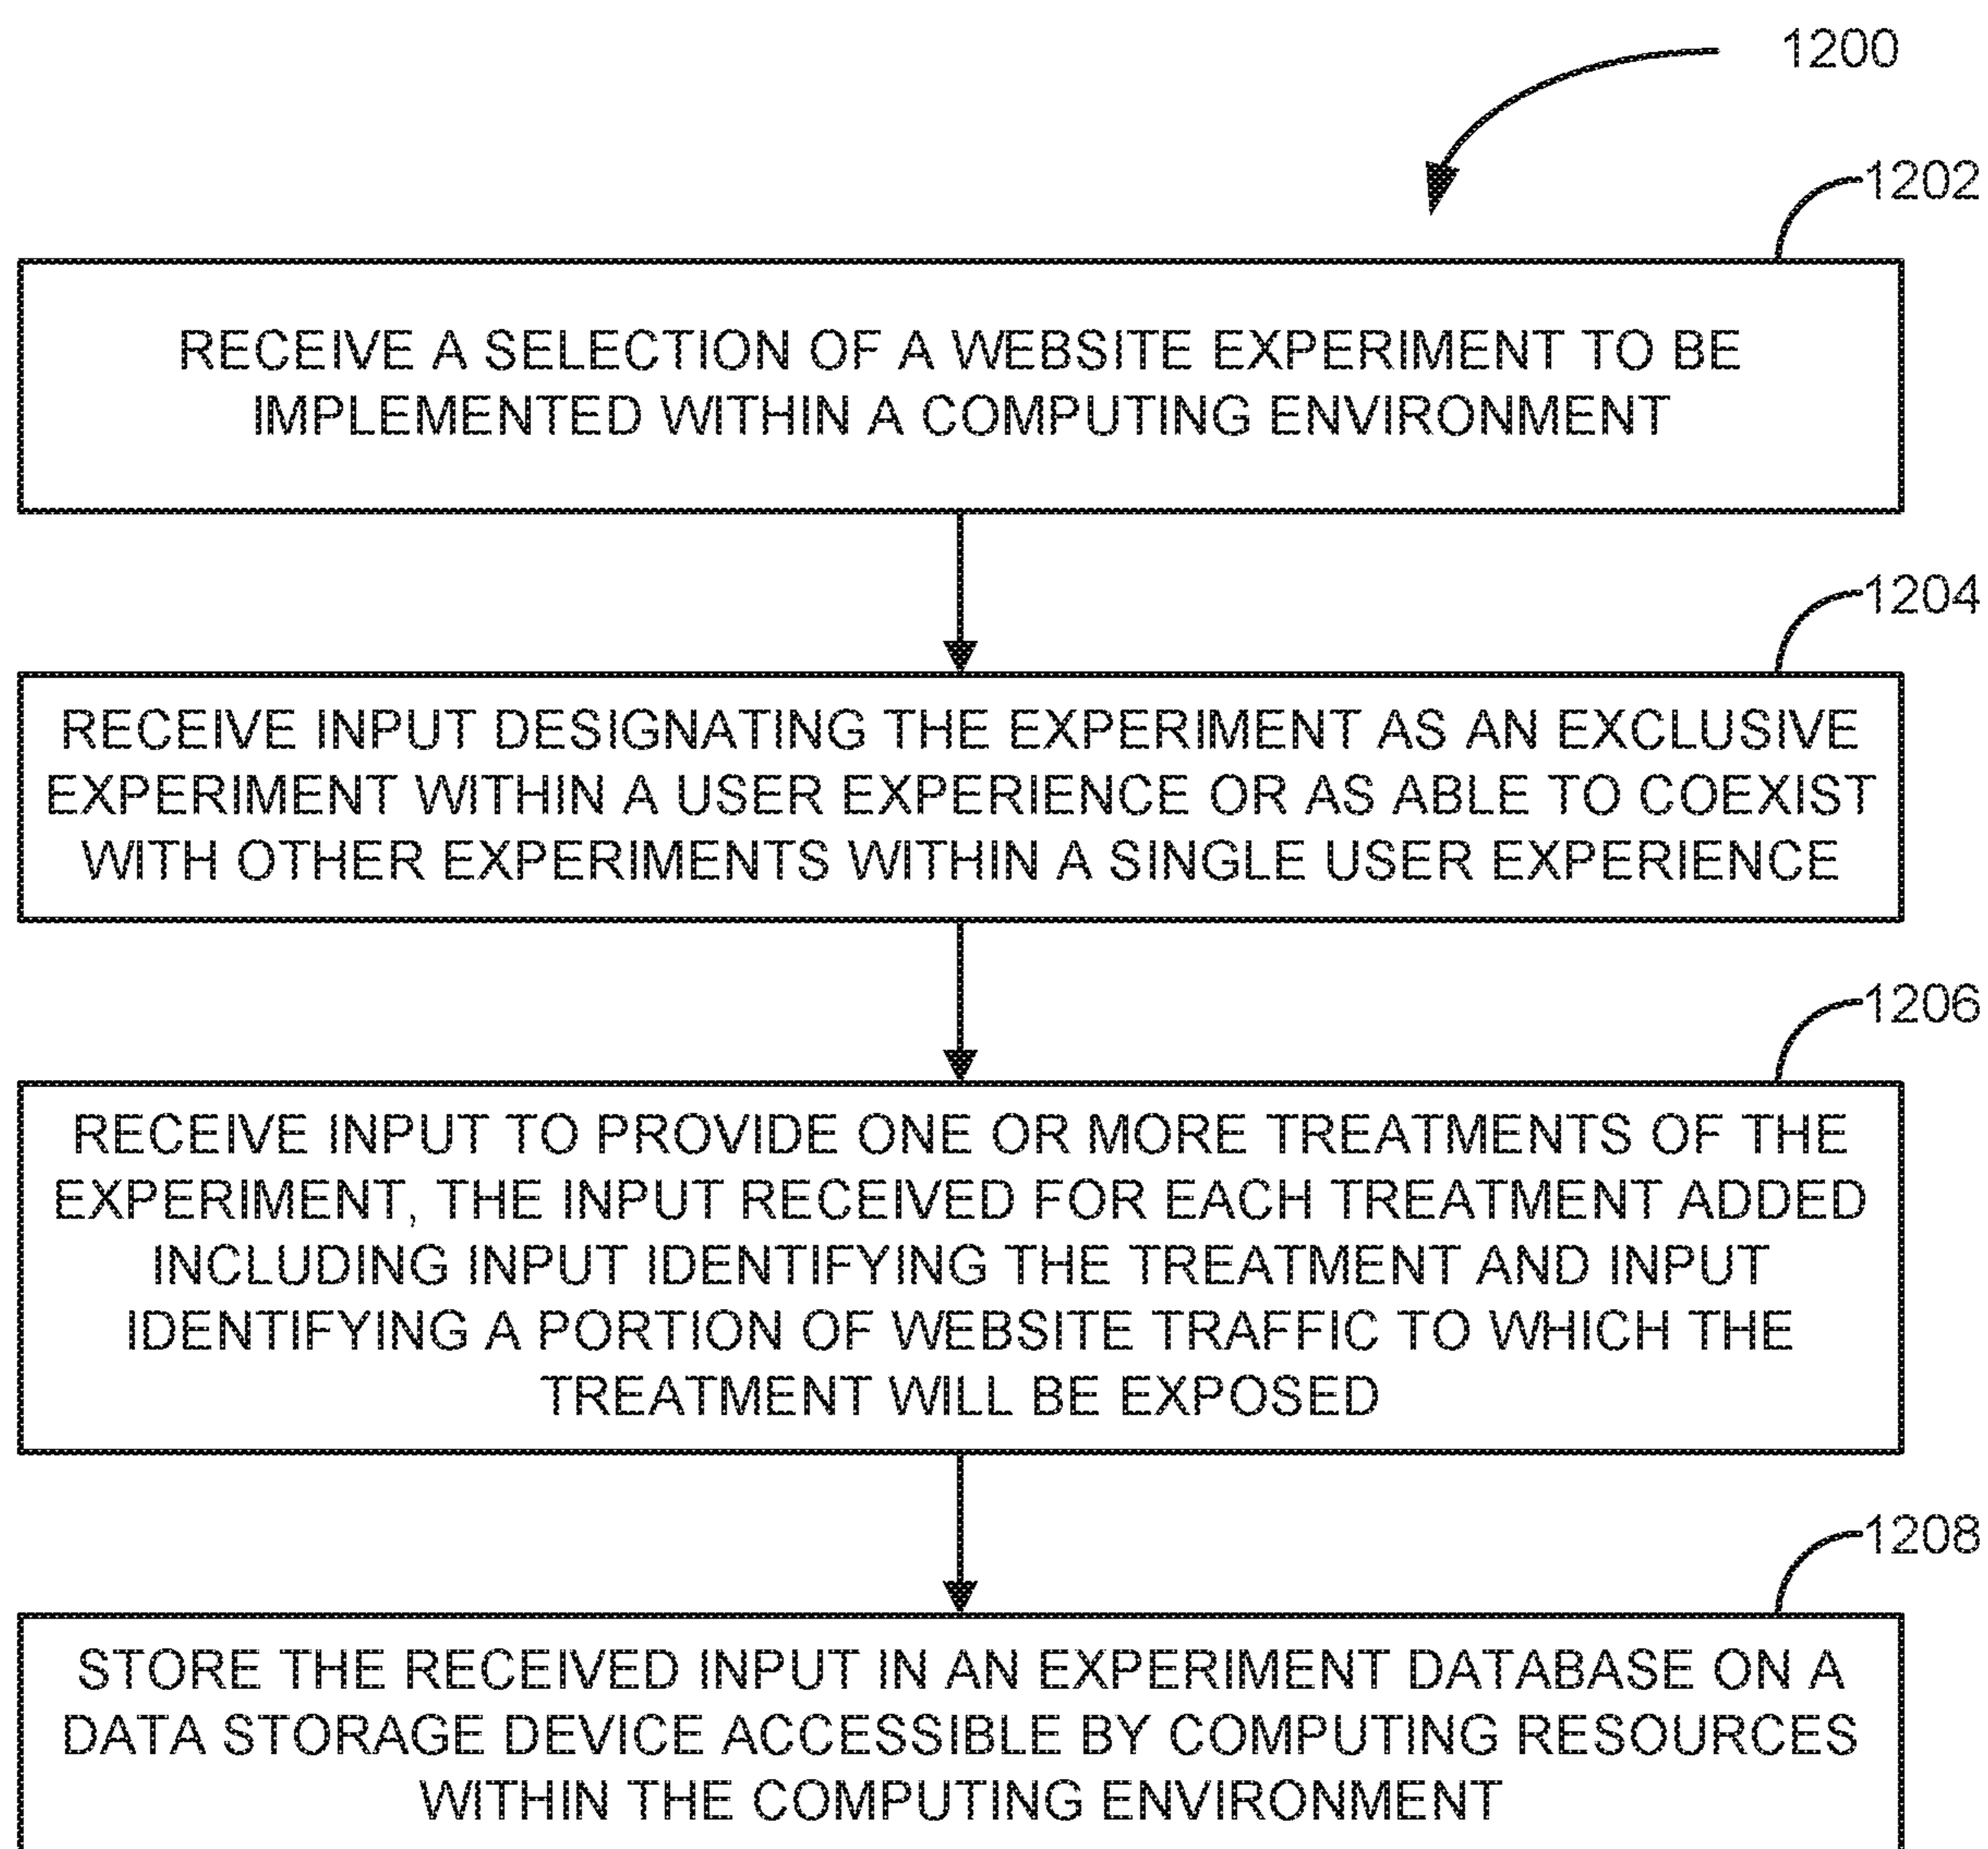 1200
1202
RECEIVE A SELECTION OF A WEBSITE EXPERIMENT TO BE
IMPLEMENTED WITHIN A COMPUTING ENVIRONMENT
1204
RECEIVE INPUT DESIGNATING THE EXPERIMENT AS AN EXCLUSIVE
EXPERIMENT WITHIN A USER EXPERIENCE OR AS ABLE TO COEXIST
WITH OTHER EXPERIMENTS WITHIN A SINGLE USER EXPERIENCE
1206
RECEIVE INPUT TO PROVIDE ONE OR MORE TREATMENTS OF THE
EXPERIMENT, THE INPUT RECEIVED FOR EACH TREATMENT ADDED
INCLUDING INPUT IDENTIFYING THE TREATMENT AND INPUT
IDENTIFYING A PORTION OF WEBSITE TRAFFIC TO WHICH THE
TREATMENT WILL BE EXPOSED
1208
STORE THE RECEIVED INPUT IN AN EXPERIMENT DATABASE ON A
DATA STORAGE DEVICE ACCESSIBLE BY COMPUTING RESOURCES
WITHIN THE COMPUTING ENVIRONMENT